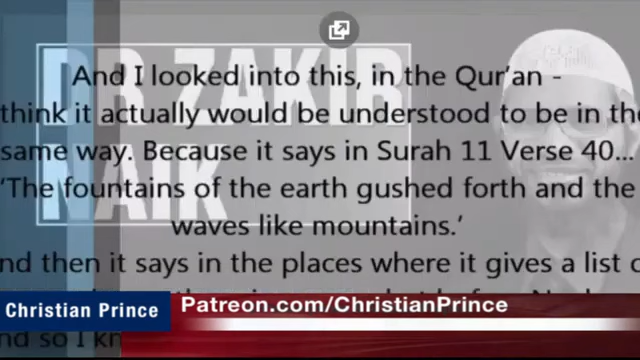 DR ZAKIR
NAIK
And I looked into this, in the Qur’an -
think it actually would be understood to be in the
same way. Because it says in Surah 11 Verse 40...
‘The fountains of the earth gushed forth and the
waves like mountains.’
nd then it says in the places where it gives a list o
Christian Prince
Patreon.com/ChristianPrince
nd so I kn